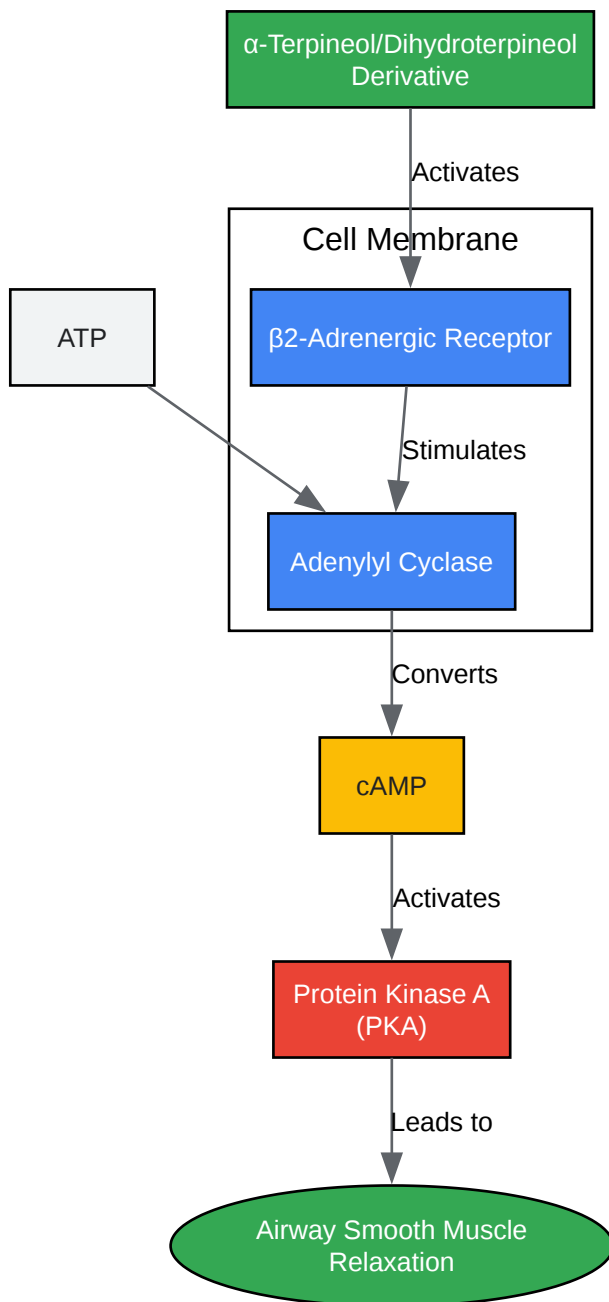 α-Terpineol/Dihydroterpineol
Derivative
Activates
Cell Membrane
β2-Adrenergic Receptor
ATP
Stimulates
Adenylyl Cyclase
Converts
cAMP
Activates
Protein Kinase A
(PKA)
Leads to
Airway Smooth Muscle
Relaxation